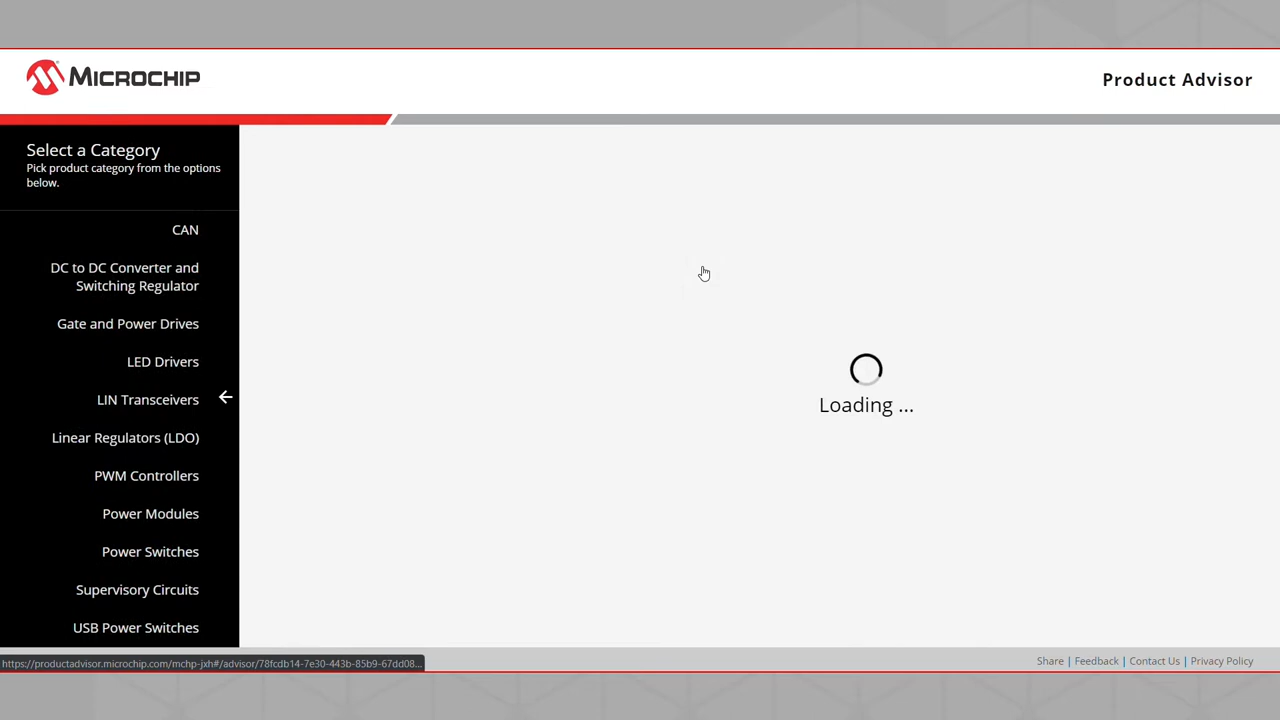 MICROCHIP
Product Advisor
Select a Category
Pick product category from the options
below.
CAN
DC to DC Converter and
Switching Regulator
Gate and Power Drives
LED Drivers
LIN Transceivers
Linear Regulators (LDO)
PWM Controllers
Power Modules
Power Switches
Supervisory Circuits
USB Power Switches
Loading ...
https://productadvisor.microchip.com/mchp-jxh#/advisor/78fcdb14-7e30-443b-85b9-67dd08...
Share | Feedback | Contact Us | Privacy Policy